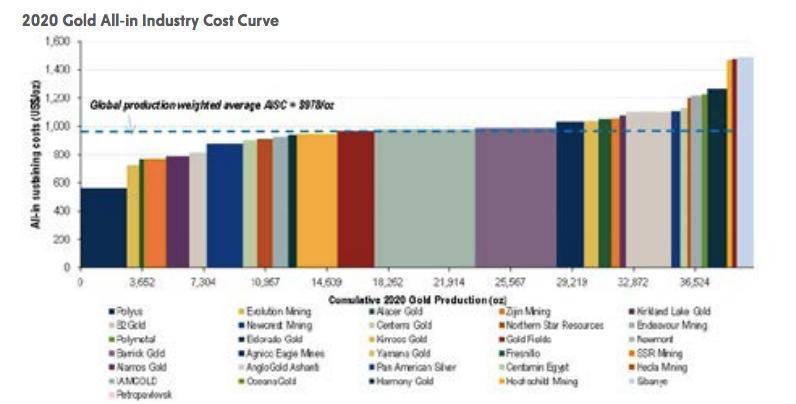 2020 Gold All-in Industry Cost Curve
1,600
1,400
1,200
1,000
800
600
400
200
0
All-in sustaining costs (US$/oz)
Global production weighted average AISC = $978/oz
0 3,652 7,304 10,957 14,609 18,262 21,914 25,567 29,219 32,872 36,524
Cumulative 2020 Gold Production (oz)
Polyus Evolution Mining Alacer Gold Zijin Mining Kirkland Lake Gold
B2Gold Newcrest Mining Centerra Gold Northern Star Resources Endeavour Mining
Polymetal Eldorado Gold Kinross Gold Gold Fields Newmont
Barrick Gold Agnico Eagle Mines Yamana Gold Fresnillo SSR Mining
Alamos Gold AngloGold Ashanti Pan American Silver Centamin Egypt Hecla Mining
IAMGOLD OceanaGold Harmony Gold Hochschild Mining Sibanye
Petropavlovsk